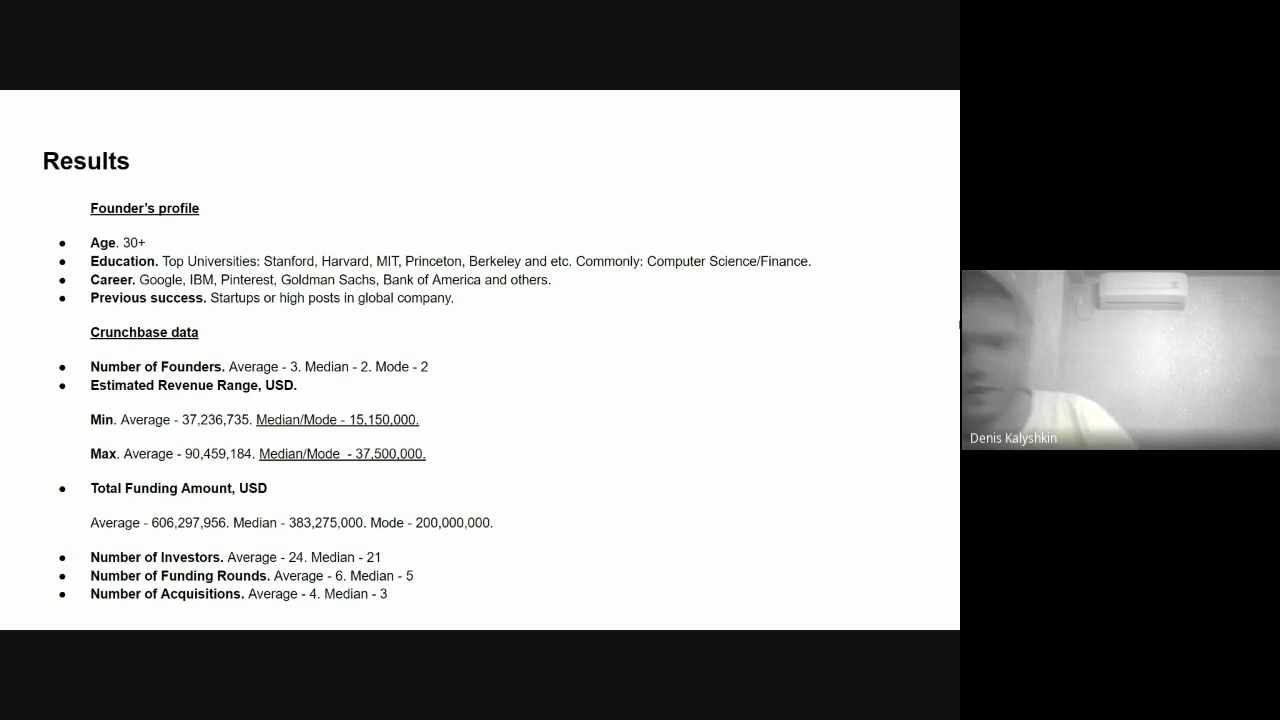 Results
Founder's profile
● Age. 30+
● Education. Top Universities: Stanford, Harvard, MIT, Princeton, Berkeley and etc. Commonly: Computer Science/Finance.
● Career. Google, IBM, Pinterest, Goldman Sachs, Bank of America and others.
● Previous success. Startups or high posts in global company.
Crunchbase data
● Number of Founders. Average - 3. Median - 2. Mode - 2
● Estimated Revenue Range, USD.
Min. Average - 37,236,735. Median/Mode - 15,150,000.
Max. Average - 90,459,184. Median/Mode - 37,500,000.
● Total Funding Amount, USD
Average - 606,297,956. Median - 383,275,000. Mode - 200,000,000.
● Number of Investors. Average - 24. Median - 21
● Number of Funding Rounds. Average - 6. Median - 5
● Number of Acquisitions. Average - 4. Median - 3
Denis Kalyshkin